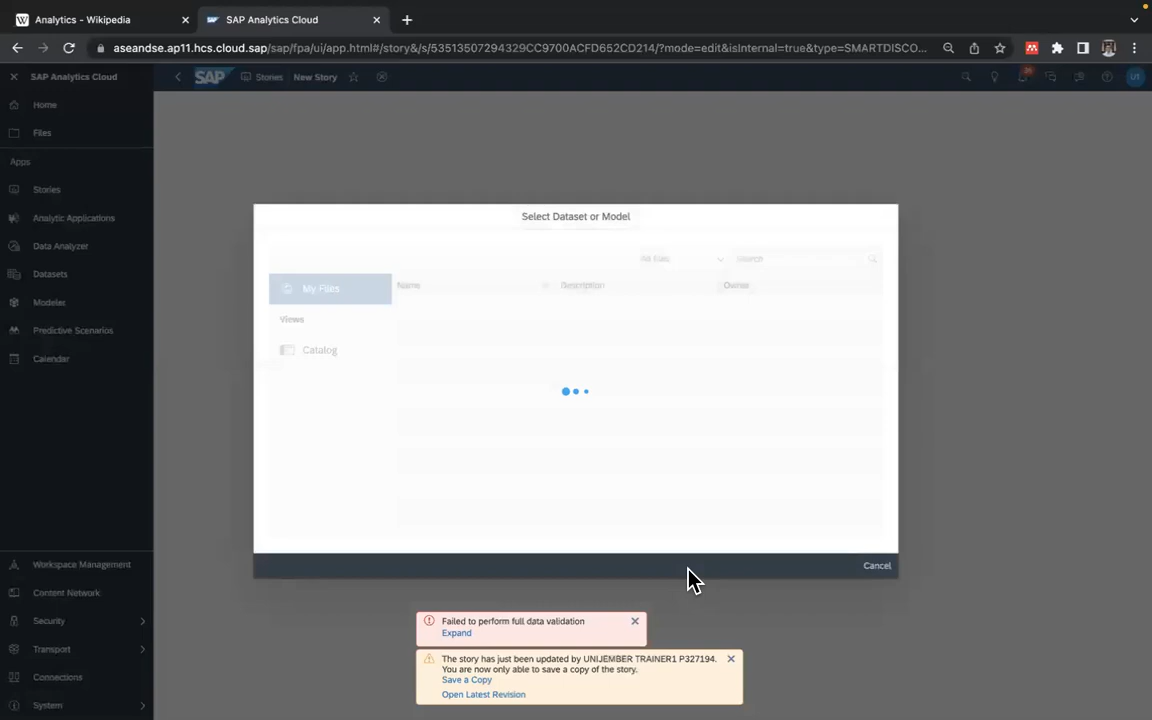 Analytics - Wikipedia
SAP Analytics Cloud
aseandse.ap11.hcs.cloud.sap/sap/fpa/ui/app.html#/story&/s/53513507294329CC9700ACFD652CD214/?mode=edit&isInternal=true&type=SMARTDISCO...
SAP Analytics Cloud
SAP
Stories
New Story
Home
Files
Apps
Stories
Analytic Applications
Data Analyzer
Datasets
Modeler
Predictive Scenarios
Calendar
Select Dataset or Model
All files
Search
My Files
Name
Description
Owner
Views
Catalog
Cancel
Workspace Management
Content Network
Security
Transport
Connections
System
Failed to perform full data validation
Expand
The story has just been updated by UNIJEMBER TRAINER1 P327194.
You are now only able to save a copy of the story.
Save a Copy
Open Latest Revision